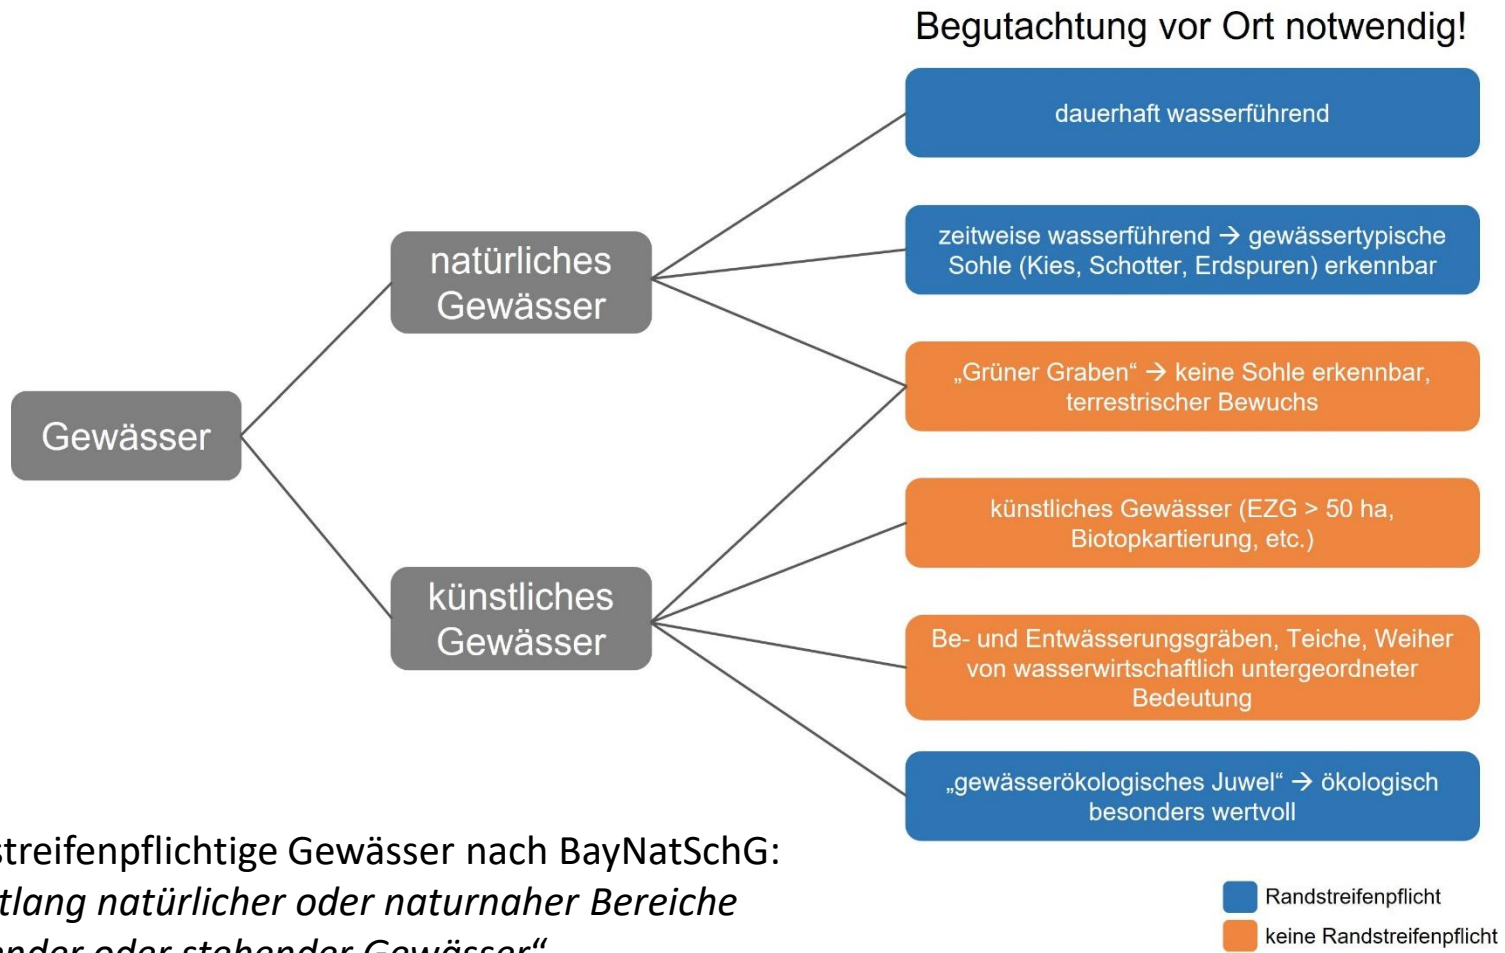 Begutachtung vor Ort notwendig!
dauerhaft wasserführend
zeitweise wasserführend → gewässertypische
Sohle (Kies, Schotter, Erdspuren) erkennbar
natürliches
Gewässer
„Grüner Graben“ → keine Sohle erkennbar,
terrestrischer Bewuchs
Gewässer
künstliches Gewässer (EZG > 50 ha,
Biotopkartierung, etc.)
künstliches
Gewässer
Be- und Entwässerungsgräben, Teiche, Weiher
von wasserwirtschaftlich untergeordneter
Bedeutung
„gewässerökologisches Juwel“ → ökologisch
besonders wertvoll
streifenpflichtige Gewässer nach BayNatSchG:
tlang natürlicher oder naturnaher Bereiche
oder stehender Gewässer“
Randstreifenpflicht
keine Randstreifenpflicht